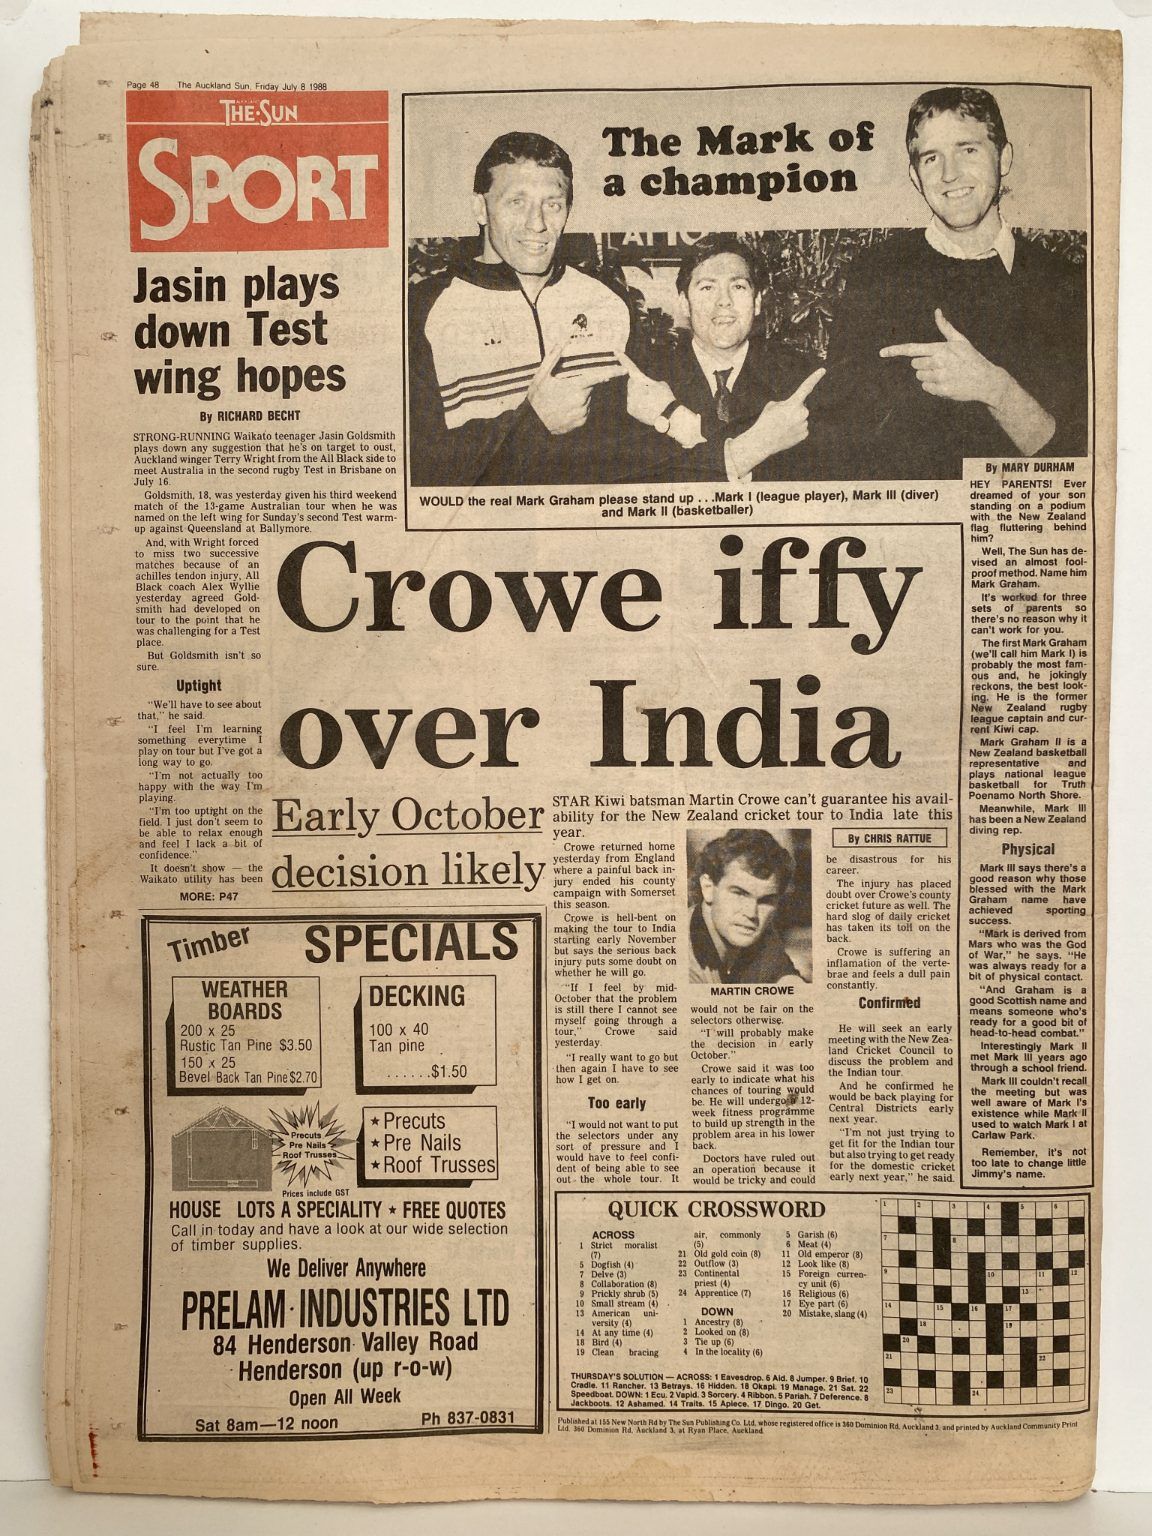 Page 48 The Auckland Sun, Friday July 8 1988
THE·SUN
SPORT
The Mark of
a champion
WOULD the real Mark Graham please stand up . . .Mark I (league player), Mark III (diver)
and Mark II (basketballer)
Jasin plays
down Test
wing hopes
By RICHARD BECHT
STRONG-RUNNING Waikato teenager Jasin Goldsmith
plays down any suggestion that he's on target to oust,
Auckland winger Terry Wright from the All Black side to
meet Australia in the second rugby Test in Brisbane on
July 16.
Goldsmith, 18, was yesterday given his third weekend
match of the 13-game Australian tour when he was
named on the left wing for Sunday's second Test warm-
up against Queensland at Ballymore.
And, with Wright forced
to miss two successive
matches because of an
achilles tendon injury, All
Black coach Alex Wyllie
yesterday agreed Gold-
smith had developed on
tour to the point that he
was challenging for a Test
place.
But Goldsmith isn't so
sure.
Uptight
"We'll have to see about
that," he said.
"I feel I'm learning
something everytime I
play on tour but I've got a
long way to go.
"I'm not actually too
happy with the way I'm
playing.
"I'm too uptight on the
field. I just don't seem to
be able to relax enough
and feel I lack a bit of
confidence."
It doesn't show — the
Waikato utility has been
MORE: P47
Crowe iffy
over India
Early October
decision likely
STAR Kiwi batsman Martin Crowe can't guarantee his avail-
ability for the New Zealand cricket tour to India late this
year.
By CHRIS RATTUE
Crowe returned home
yesterday from England
where a painful back in-
jury ended his county
campaign with Somerset
this season.
Crowe is hell-bent on
making the tour to India
starting early November
but says the serious back
injury puts some doubt on
whether he will go.
"If I feel by mid-
October that the problem
is still there I cannot see
myself going through a
tour," Crowe said
yesterday.
"I really want to go but
then again I have to see
how I get on.
Too early
"I would not want to put
the selectors under any
sort of pressure and I
would have to feel confi-
dent of being able to see
out the whole tour. It
MARTIN CROWE
would not be fair on the
selectors otherwise.
"I will probably make
the decision in early
October."
Crowe said it was too
early to indicate what his
chances of touring would
be. He will undergo a 12-
week fitness programme
to build up strength in the
problem area in his lower
back.
Doctors have ruled out
an operation because it
would be tricky and could
be disastrous for his
career.
The injury has placed
doubt over Crowe's county
cricket future as well. The
hard slog of daily cricket
has taken its toll on the
back.
Crowe is suffering an
inflamation of the verte-
brae and feels a dull pain
constantly.
Confirmed
He will seek an early
meeting with the New Zea-
land Cricket Council to
discuss the problem and
the Indian tour.
And he confirmed he
would be back playing for
Central Districts early
next year.
"I'm not just trying to
get fit for the Indian tour
but also trying to get ready
for the domestic cricket
early next year," he said.
By MARY DURHAM
HEY PARENTS! Ever
dreamed of your son
standing on a podium
with the New Zealand
flag fluttering behind
him?
Well, The Sun has de-
vised an almost fool-
proof method. Name him
Mark Graham.
It's worked for three
sets of parents so
there's no reason why it
can't work for you.
The first Mark Graham
(we'll call him Mark I) is
probably the most fam-
ous and, he jokingly
reckons, the best look-
ing. He is the former
New Zealand rugby
league captain and cur-
rent Kiwi cap.
Mark Graham II is a
New Zealand basketball
representative and
plays national league
basketball for Truth
Poenamo North Shore.
Meanwhile, Mark III
has been a New Zealand
diving rep.
Physical
Mark III says there's a
good reason why those
blessed with the Mark
Graham name have
achieved sporting
success.
"Mark is derived from
Mars who was the God
of War," he says. "He
was always ready for a
bit of physical contact.
"And Graham is a
good Scottish name and
means someone who's
ready for a good bit of
head-to-head combat."
Interestingly Mark II
met Mark III years ago
through a school friend.
Mark III couldn't recall
the meeting but was
well aware of Mark I's
existence while Mark II
used to watch Mark I at
Carlaw Park.
Remember, it's not
too late to change little
Jimmy's name.
Timber SPECIALS
WEATHER
BOARDS
200 x 25
Rustic Tan Pine $3.50
150 x 25
Bevel Back Tan Pine $2.70
DECKING
100 x 40
Tan pine
......$1.50
Precuts
Pre Nails
Roof Trusses
Prices include GST
★ Precuts
★ Pre Nails
★ Roof Trusses
HOUSE LOTS A SPECIALITY ★ FREE QUOTES
Call in today and have a look at our wide selection
of timber supplies.
We Deliver Anywhere
PRELAM INDUSTRIES LTD
84 Henderson Valley Road
Henderson (up r-o-w)
Open All Week
Sat 8am—12 noon Ph 837-0831
QUICK CROSSWORD
ACROSS
1 Strict moralist
(7)
5 Dogfish (4)
7 Delve (3)
8 Collaboration (8)
9 Prickly shrub (5)
10 Small stream (4)
13 American uni-
versity (4)
14 At any time (4)
18 Bird (4)
19 Clean bracing
air, commonly
(5)
21 Old gold coin (8)
22 Outflow (3)
23 Continental
priest (4)
24 Apprentice (7)
DOWN
1 Ancestry (8)
2 Looked on (8)
3 Tie up (6)
4 In the locality (6)
5 Garish (6)
6 Meat (4)
11 Old emperor (8)
12 Look like (8)
15 Foreign curren-
cy unit (6)
16 Religious (6)
17 Eye part (6)
20 Mistake, slang (4)
THURSDAY'S SOLUTION — ACROSS: 1 Eavesdrop. 6 Aid. 8 Jumper. 9 Brief. 10
Cradle. 11 Rancher. 13 Betrays. 16 Hidden. 18 Okapi. 19 Manage. 21 Sat. 22
Speedboat. DOWN: 1 Ecu. 2 Vapid. 3 Sorcery. 4 Ribbon. 5 Pariah. 7 Deference. 8
Jackboots. 12 Ashamed. 14 Traits. 15 Apiece. 17 Dingo. 20 Get.
Published at 155 New North Rd by The Sun Publishing Co. Ltd, whose registered office is 360 Dominion Rd, Auckland 3, and printed by Auckland Community Print
Ltd, 360 Dominion Rd, Auckland 3, at Ryan Place, Auckland.